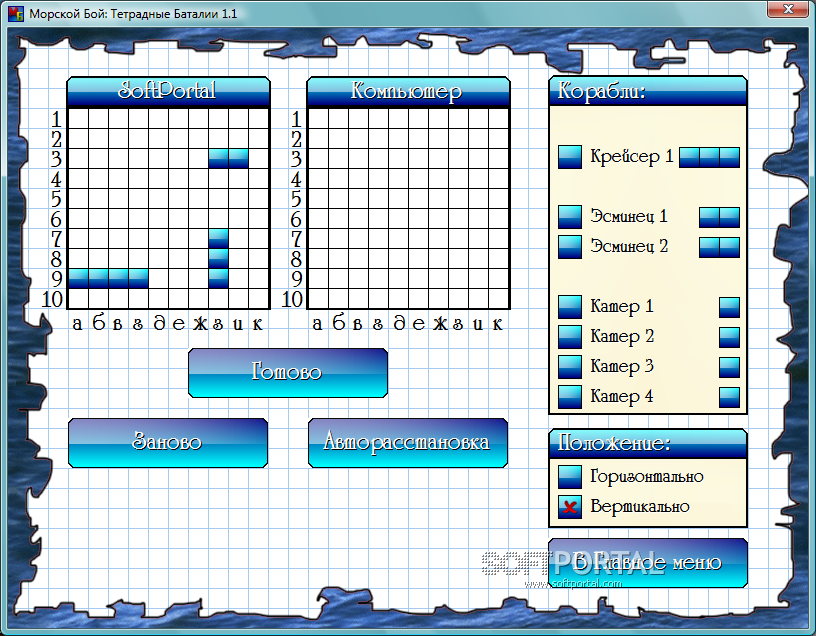 Морской Бой: Тетрадные Баталии 1.1
SoftPortal
Компьютер
Корабли:
1
2
3
4
5
6
7
8
9
10
а б в г д е ж з и к
1
2
3
4
5
6
7
8
9
10
а б в г д е ж з и к
Крейсер 1
Эсминец 1
Эсминец 2
Катер 1
Катер 2
Катер 3
Катер 4
Готово
Заново
Авторасстановка
Положение:
Горизонтально
Вертикально
В Главное меню
SOFTPORTAL
www.softportal.com